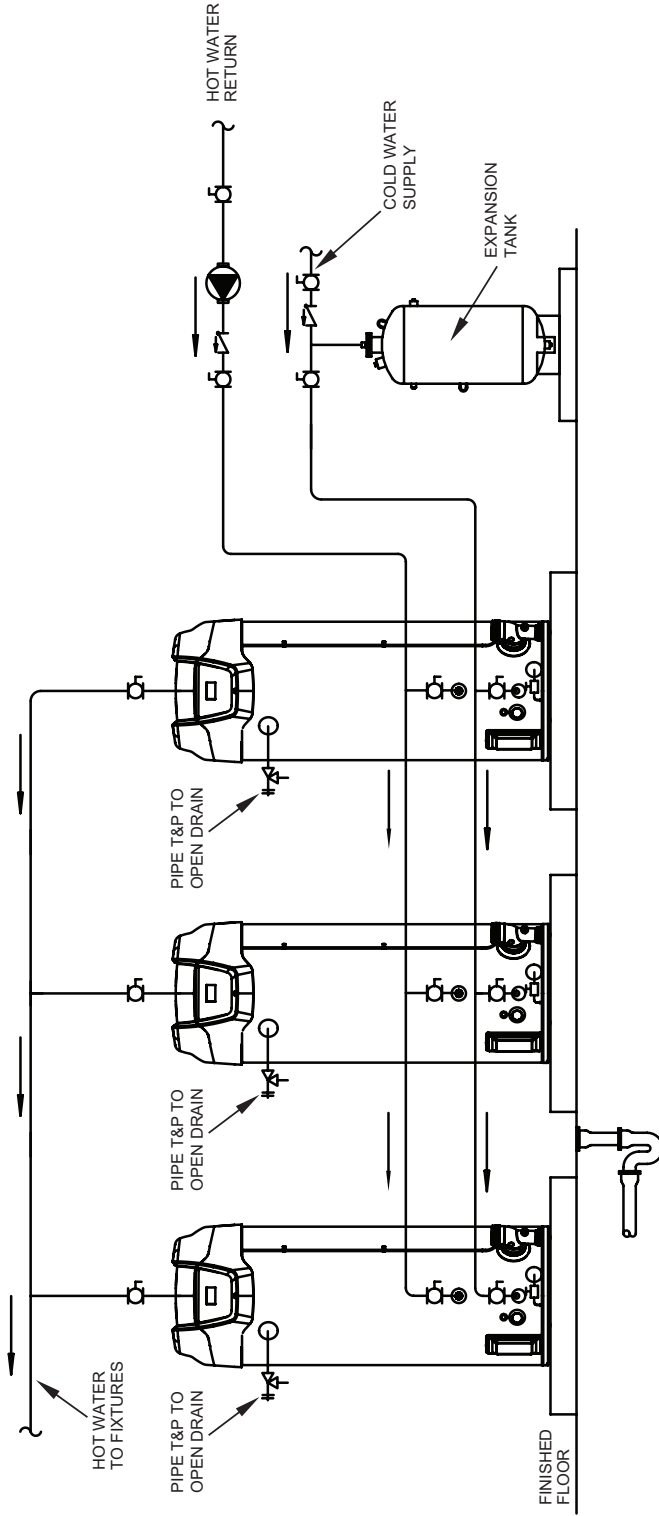 HOT WATER
TO FIXTURES
PIPE T&P TO
OPEN DRAIN
PIPE T&P TO
OPEN DRAIN
PIPE T&P TO
OPEN DRAIN
HOT WATER
RETURN
COLD WATER
SUPPLY
EXPANSION
TANK
FINISHED
FLOOR